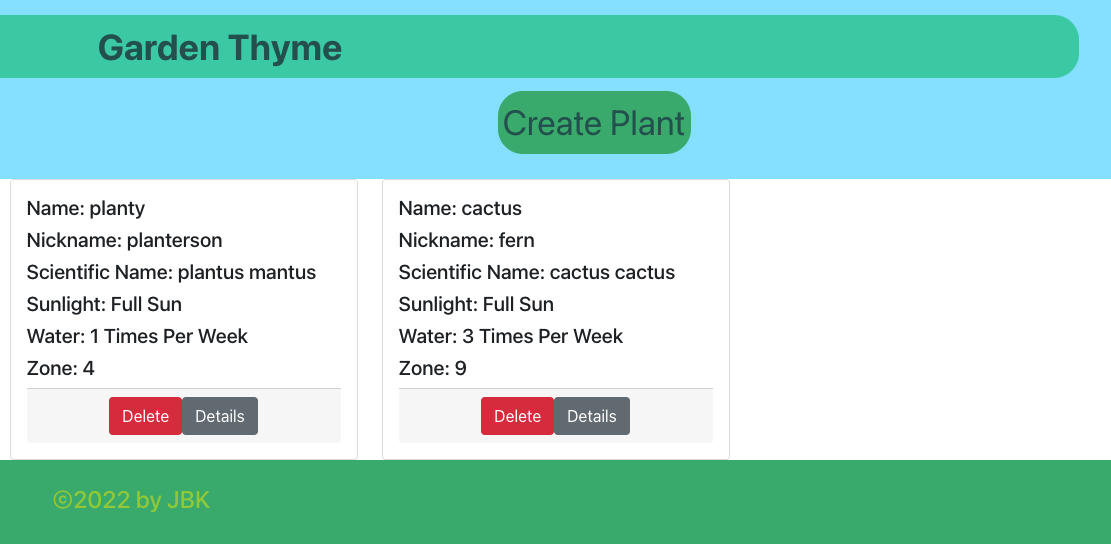 Garden Thyme
Create Plant
Name: planty
Nickname: planterson
Scientific Name: plantus mantus
Sunlight: Full Sun
Water: 1 Times Per Week
Zone: 4
Delete Details
Name: cactus
Nickname: fern
Scientific Name: cactus cactus
Sunlight: Full Sun
Water: 3 Times Per Week
Zone: 9
Delete Details
©2022 by JBK